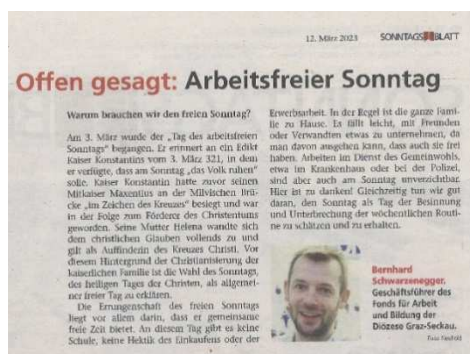 12. März 2023
SONNTAGSBLATT
Offen gesagt: Arbeitsfreier Sonntag
Warum brauchen wir den freien Sonntag?
Am 3. März wurde der „Tag des arbeitsfreien
Sonntags“ begangen. Er erinnert an ein Edikt
Kaiser Konstantins vom 3. März 321, in dem
er verfügte, dass am Sonntag „das Volk ruhen“
solle. Kaiser Konstantin hatte zuvor seinen
Mitkaiser Maxentius an der Milvischen Brü-
cke „im Zeichen des Kreuzes“ besiegt und war
in der Folge zum Förderer des Christentums
geworden. Seine Mutter Helena wandte sich
dem christlichen Glauben vollends zu und
gilt als Auffinderin des Kreuzes Christi. Vor
diesem Hintergrund der Christianisierung der
kaiserlichen Familie ist die Wahl des Sonntags,
des heiligen Tages der Christen, als allgemei-
ner freier Tag zu erklären.
Die Errungenschaft des freien Sonntags
liegt vor allem darin, dass er gemeinsame
freie Zeit bietet. An diesem Tag gibt es keine
Schule, keine Hektik des Einkaufens oder der
Erwerbsarbeit. In der Regel ist die ganze Fami-
lie zu Hause. Es fällt leicht, mit Freunden
oder Verwandten etwas zu unternehmen, da
man davon ausgehen kann, dass auch sie frei
haben. Arbeiten im Dienst des Gemeinwohls,
etwa im Krankenhaus oder bei der Polizei,
sind aber auch am Sonntag unverzichtbar.
Hier ist zu danken! Gleichzeitig tun wir gut
daran, den Sonntag als Tag der Besinnung
und Unterbrechung der wöchentlichen Routi-
ne zu schätzen und zu erhalten.
Bernhard
Schwarzenegger,
Geschäftsführer des
Fonds für Arbeit
und Bildung der
Diözese Graz-Seckau.
Foto: Neuhold